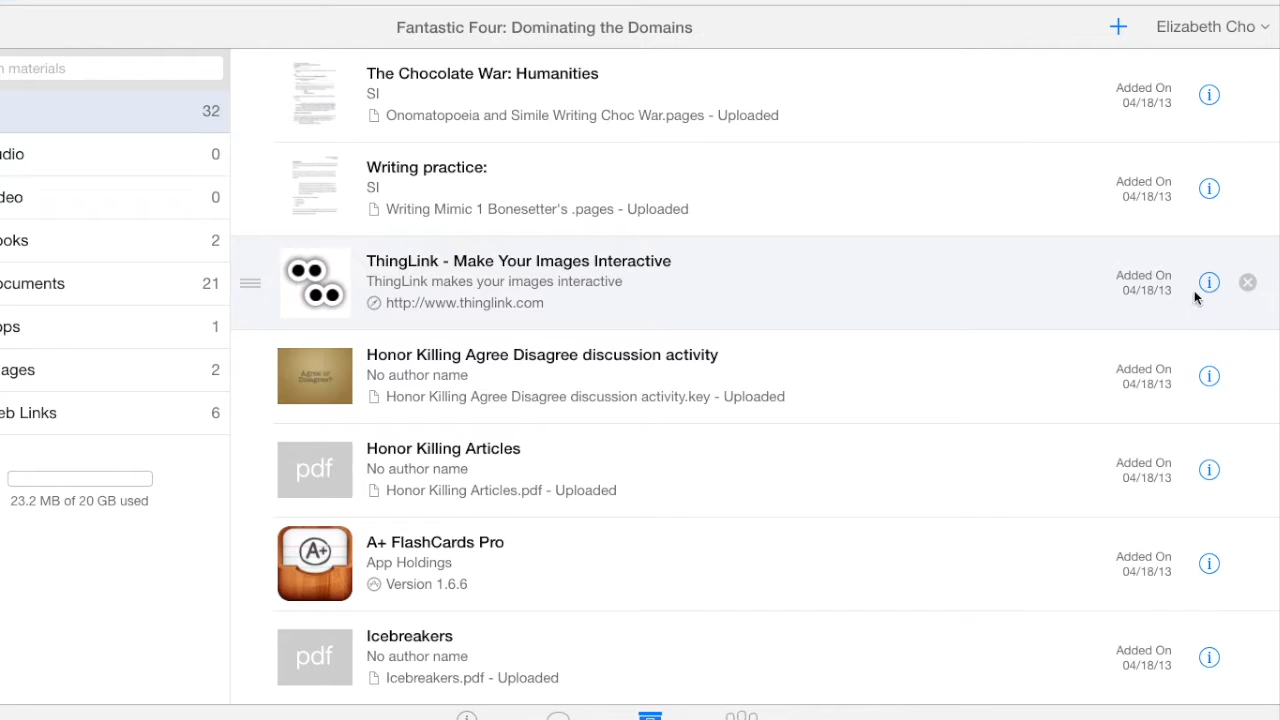 Fantastic Four: Dominating the Domains
Elizabeth Cho
n materials
32
udio 0
deo 0
ooks 2
ocuments 21
ops 1
ages 2
eb Links 6
23.2 MB of 20 GB used
The Chocolate War: Humanities
SI
Onomatopoeia and Simile Writing Choc War.pages - Uploaded
Added On
04/18/13
Writing practice:
SI
Writing Mimic 1 Bonesetter's .pages - Uploaded
Added On
04/18/13
ThingLink - Make Your Images Interactive
ThingLink makes your images interactive
http://www.thinglink.com
Added On
04/18/13
Agree or
Disagree?
Honor Killing Agree Disagree discussion activity
No author name
Honor Killing Agree Disagree discussion activity.key - Uploaded
Added On
04/18/13
pdf
Honor Killing Articles
No author name
Honor Killing Articles.pdf - Uploaded
Added On
04/18/13
A+
A+ FlashCards Pro
App Holdings
Version 1.6.6
Added On
04/18/13
pdf
Icebreakers
No author name
Icebreakers.pdf - Uploaded
Added On
04/18/13